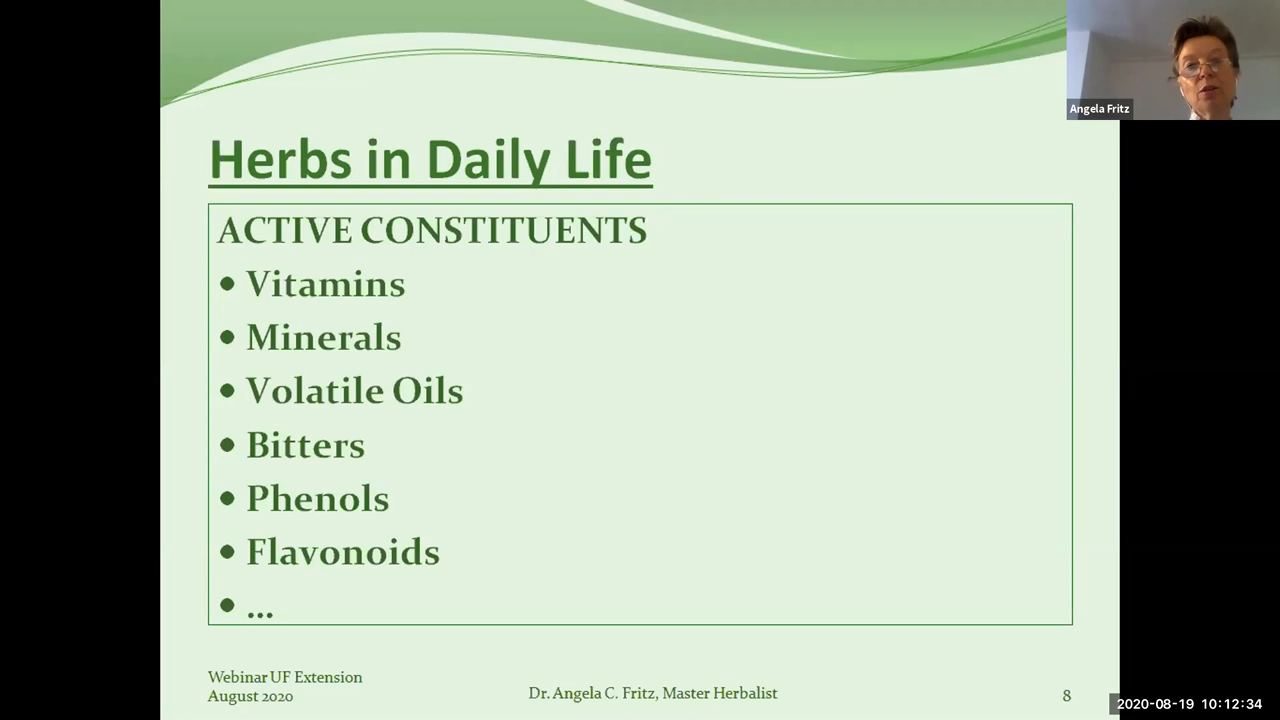 Angela Fritz
Herbs in Daily Life
ACTIVE CONSTITUENTS
• Vitamins
• Minerals
• Volatile Oils
• Bitters
• Phenols
• Flavonoids
• ...
Webinar UF Extension
August 2020
Dr. Angela C. Fritz, Master Herbalist
8
2020-08-19 10:12:34